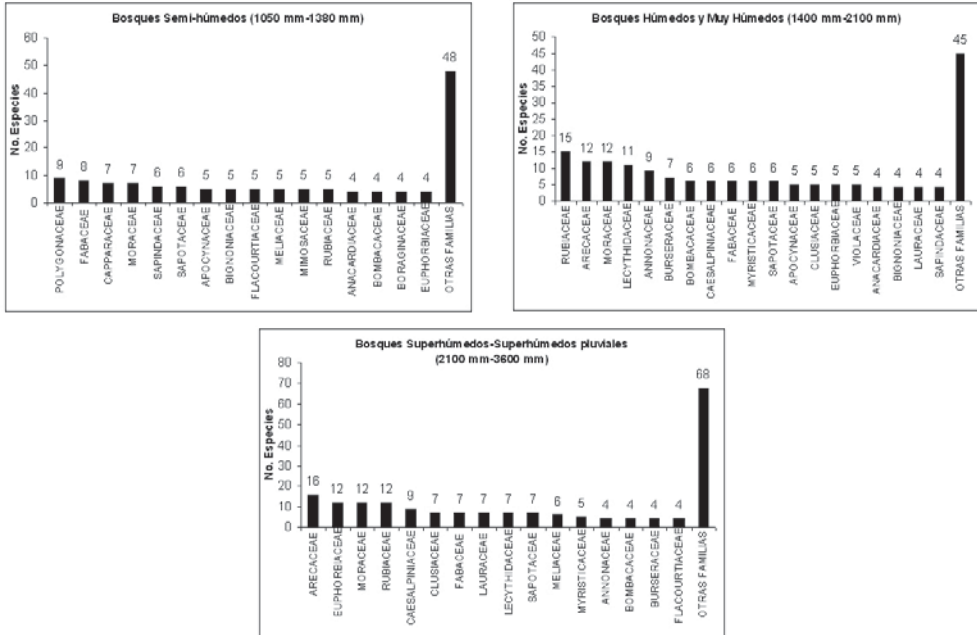 Bosques Semi-húmedos (1050 mm-1380 mm)
No. Especies
60
50
40
30
20
10
0
9
8
7
7
6
6
5
5
5
5
5
5
4
4
4
4
48
POLYGONACEAE
FABACEAE
CAPPARACEAE
MORACEAE
SAPINDACEAE
SAPOTACEAE
APOCYNACEAE
BIGNONIACEAE
FLACOURTIACEAE
MELIACEAE
MIMOSACEAE
RUBIACEAE
ANACARDIACEAE
BOMBACACEAE
BORAGINACEAE
EUPHORBIACEAE
OTRAS FAMILIAS
Bosques Húmedos y Muy Húmedos (1400 mm-2100 mm)
No. Especies
50
45
40
35
30
25
20
15
10
5
0
15
12
12
11
9
7
6
6
6
6
6
5
5
5
5
4
4
4
4
45
RUBIACEAE
ARECACEAE
MORACEAE
LECYTHIDACEAE
ANNONACEAE
BURSERACEAE
BOMBACACEAE
CAESALPINIACEAE
FABACEAE
MYRISTICACEAE
SAPOTACEAE
APOCYNACEAE
CLUSIACEAE
EUPHORBIACEAE
VIOLACEAE
ANACARDIACEAE
BIGNONIACEAE
LAURACEAE
SAPINDACEAE
OTRAS FAMILIAS
Bosques Superhúmedos-Superhúmedos pluviales
(2100 mm-3600 mm)
No. Especies
80
70
60
50
40
30
20
10
0
16
12
12
12
9
7
7
7
7
7
6
5
4
4
4
4
68
ARECACEAE
EUPHORBIACEAE
MORACEAE
RUBIACEAE
CAESALPINIACEAE
CLUSIACEAE
FABACEAE
LAURACEAE
LECYTHIDACEAE
SAPOTACEAE
MELIACEAE
MYRISTICACEAE
ANNONACEAE
BOMBACACEAE
BURSERACEAE
FLACOURTIACEAE
OTRAS FAMILIAS